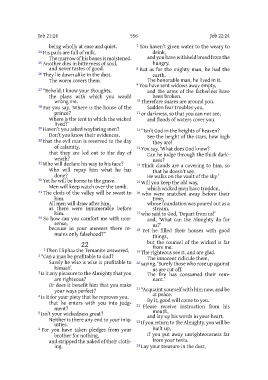 Job 21:24
556
Job 22:24
being wholly at ease and quiet.
24 His pails are full of milk.
The marrow of his bones is moistened.
25 Another dies in bitterness of soul,
and never tastes of good.
26 They lie down alike in the dust.
The worm covers them.
27 "Behold, I know your thoughts,
the plans with which you would
wrong me.
28 For you say, 'Where is the house of the
prince?
Where is the tent in which the wicked
lived?'
29 Haven't you asked wayfaring men?
Don't you know their evidences,
30 that the evil man is reserved to the day
of calamity,
that they are led out to the day of
wrath?
31 Who will declare his way to his face?
Who will repay him what he has
done?
32 Yet he will be borne to the grave.
Men will keep watch over the tomb.
33 The clods of the valley will be sweet to
him.
All men will draw after him,
as there were innumerable before
him.
34 So how can you comfort me with non-
sense,
because in your answers there re-
mains only falsehood?"
22
1 Then Eliphaz the Temanite answered,
2 "Can a man be profitable to God?
Surely he who is wise is profitable to
himself.
3 Is it any pleasure to the Almighty that you
are righteous?
Or does it benefit him that you make
your ways perfect?
4 Is it for your piety that he reproves you,
that he enters with you into judg-
ment?
5 Isn't your wickedness great?
Neither is there any end to your iniq-
uities.
6 For you have taken pledges from your
brother for nothing,
and stripped the naked of their cloth-
ing.
7 You haven't given water to the weary to
drink,
and you have withheld bread from the
hungry.
8 But as for the mighty man, he had the
earth.
The honorable man, he lived in it.
9 You have sent widows away empty,
and the arms of the fatherless have
been broken.
10 Therefore snares are around you.
Sudden fear troubles you,
11 or darkness, so that you can not see,
and floods of waters cover you.
12 "Isn't God in the heights of heaven?
See the height of the stars, how high
they are!
13 You say, 'What does God know?
Can he judge through the thick dark-
ness?
14 Thick clouds are a covering to him, so
that he doesn't see.
He walks on the vault of the sky.'
15 Will you keep the old way,
which wicked men have trodden,
16 who were snatched away before their
time,
whose foundation was poured out as a
stream,
17 who said to God, 'Depart from us!'
and, 'What can the Almighty do for
us?'
18 Yet he filled their houses with good
things,
but the counsel of the wicked is far
from me.
19 The righteous see it, and are glad.
The innocent ridicule them,
20 saying, 'Surely those who rose up against
us are cut off.
The fire has consumed their rem-
nant.'
21 "Acquaint yourself with him now, and be
at peace.
By it, good will come to you.
22 Please receive instruction from his
mouth,
and lay up his words in your heart.
23 If you return to the Almighty, you will be
built up,
if you put away unrighteousness far
from your tents.
24 Lay your treasure in the dust,